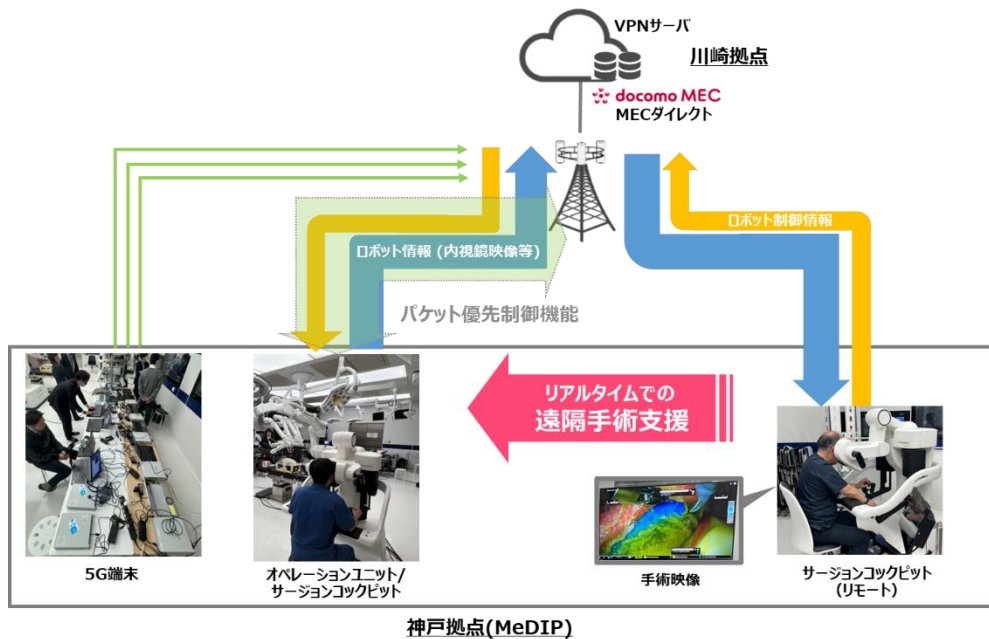 VPNサーバ
川崎拠点
docomo MEC
MECダイレクト
ロボット制御情報
ロボット情報 (内視鏡映像等)
パケット優先制御機能
リアルタイムでの
遠隔手術支援
5G端末
オペレーションユニット/
サージョンコックピット
手術映像
サージョンコックピット
(リモート)
神戸拠点(MeDIP)